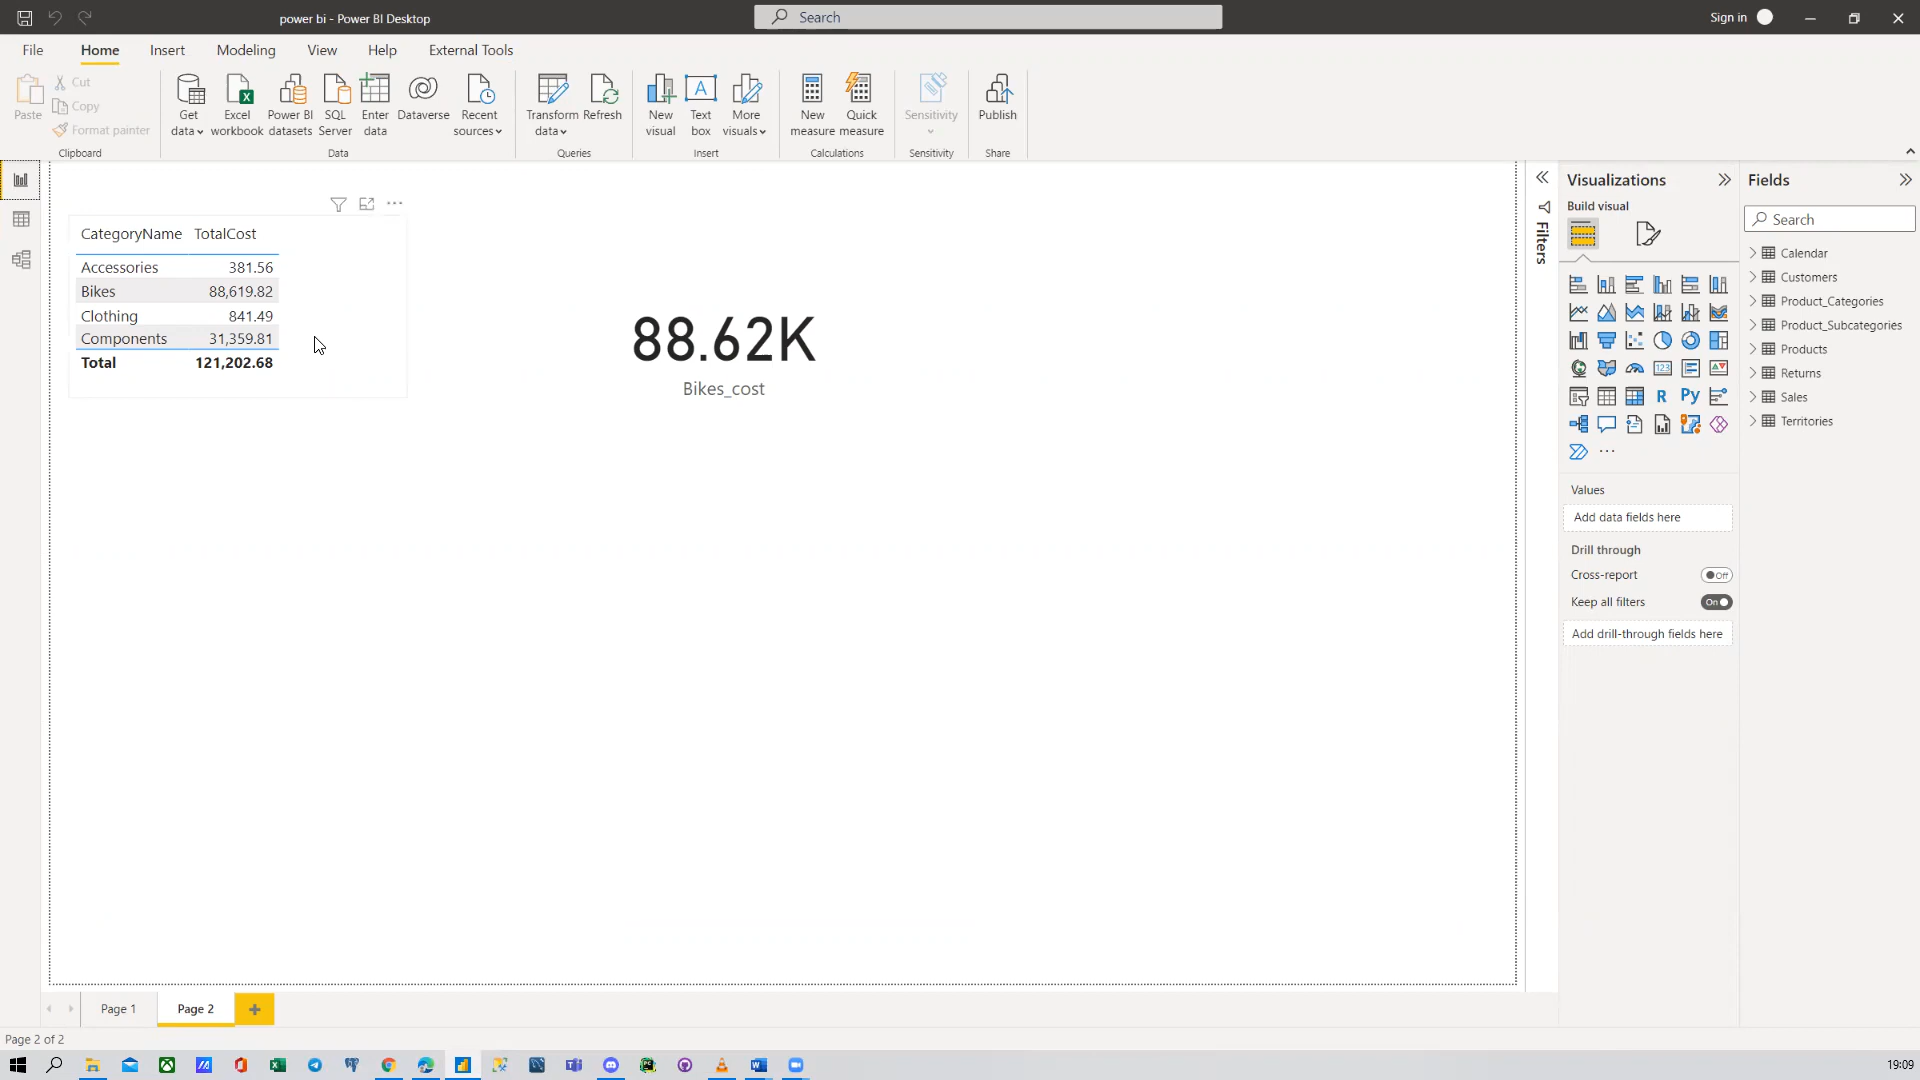 power bi - Power BI Desktop
Search
Sign in
File Home Insert Modeling View Help External Tools
Paste
Cut
Copy
Format painter
Clipboard
Get data
Excel workbook
Power BI datasets
SQL Server
Enter data
Dataverse
Recent sources
Data
Transform data
Refresh
Queries
New visual
Text box
More visuals
Insert
New measure
Quick measure
Calculations
Sensitivity
Sensitivity
Publish
Share
CategoryName TotalCost
Accessories 381.56
Bikes 88,619.82
Clothing 841.49
Components 31,359.81
Total 121,202.68
88.62K
Bikes_cost
Filters
Visualizations
Build visual
123
R
Py
Values
Add data fields here
Drill through
Cross-report Off
Keep all filters On
Add drill-through fields here
Fields
Search
Calendar
Customers
Product_Categories
Product_Subcategories
Products
Returns
Sales
Territories
Page 1
Page 2
Page 2 of 2
19:09